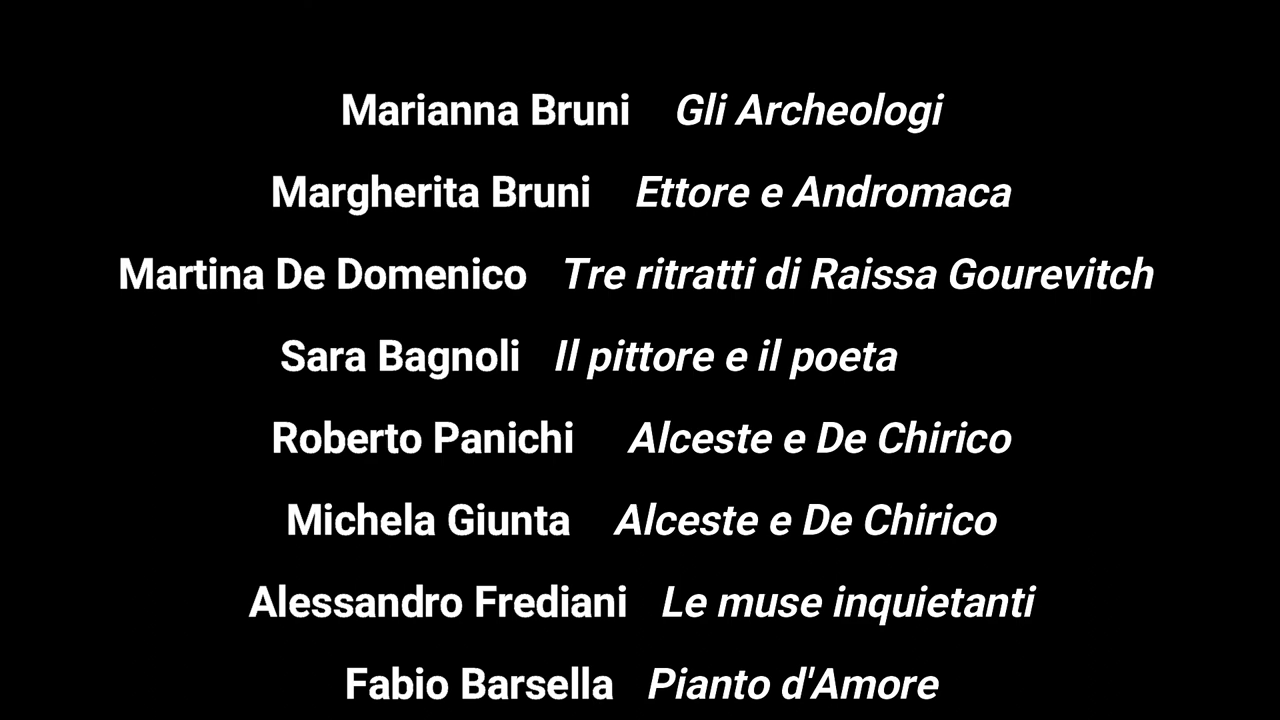 Marianna Bruni Gli Archeologi
Margherita Bruni Ettore e Andromaca
Martina De Domenico Tre ritratti di Raissa Gourevitch
Sara Bagnoli Il pittore e il poeta
Roberto Panichi Alceste e De Chirico
Michela Giunta Alceste e De Chirico
Alessandro Frediani Le muse inquietanti
Fabio Barsella Pianto d'Amore